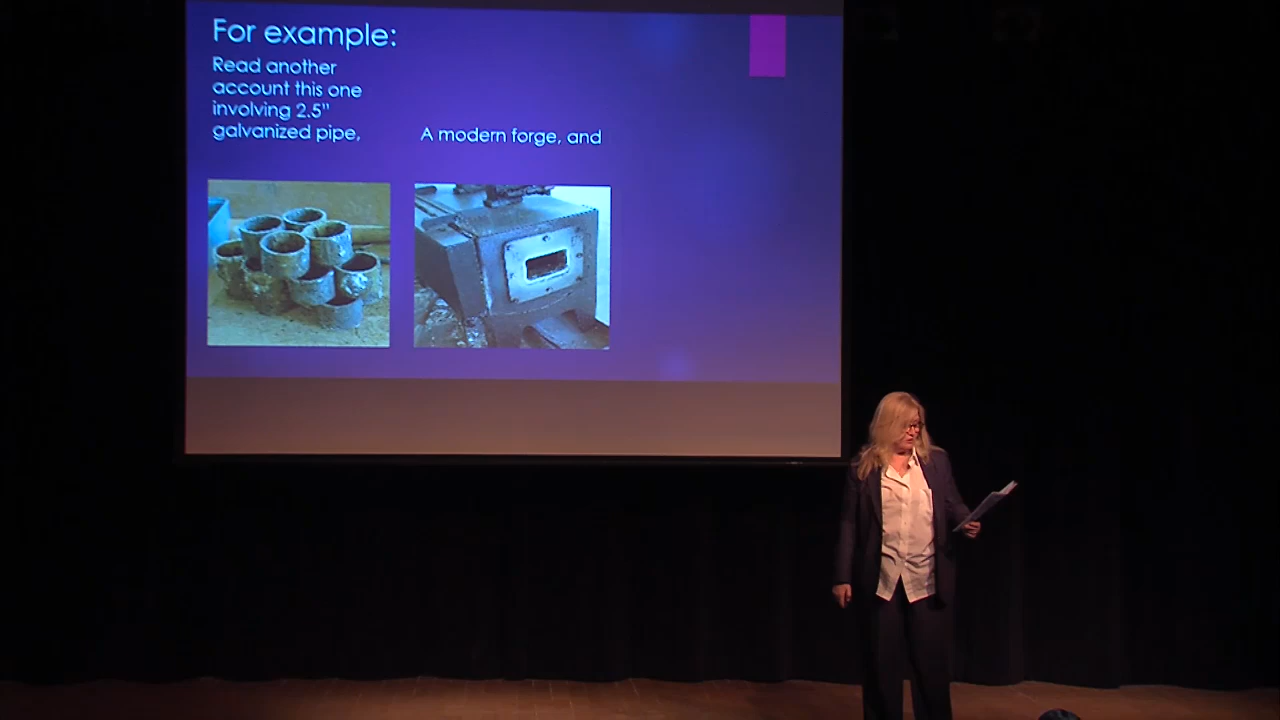 For example:
Read another
account this one
involving 2.5"
galvanized pipe,
A modern forge, and